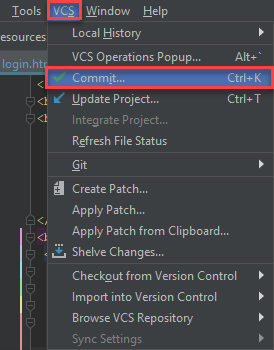 Tools VCS Window Help
esources
login.ht
Local History
VCS Operations Popup... Alt+`
Commit... Ctrl+K
Update Project... Ctrl+T
Integrate Project...
Refresh File Status
Git
Create Patch...
Apply Patch...
Apply Patch from Clipboard...
Shelve Changes...
Checkout from Version Control
Import into Version Control
Browse VCS Repository
Sync Settings